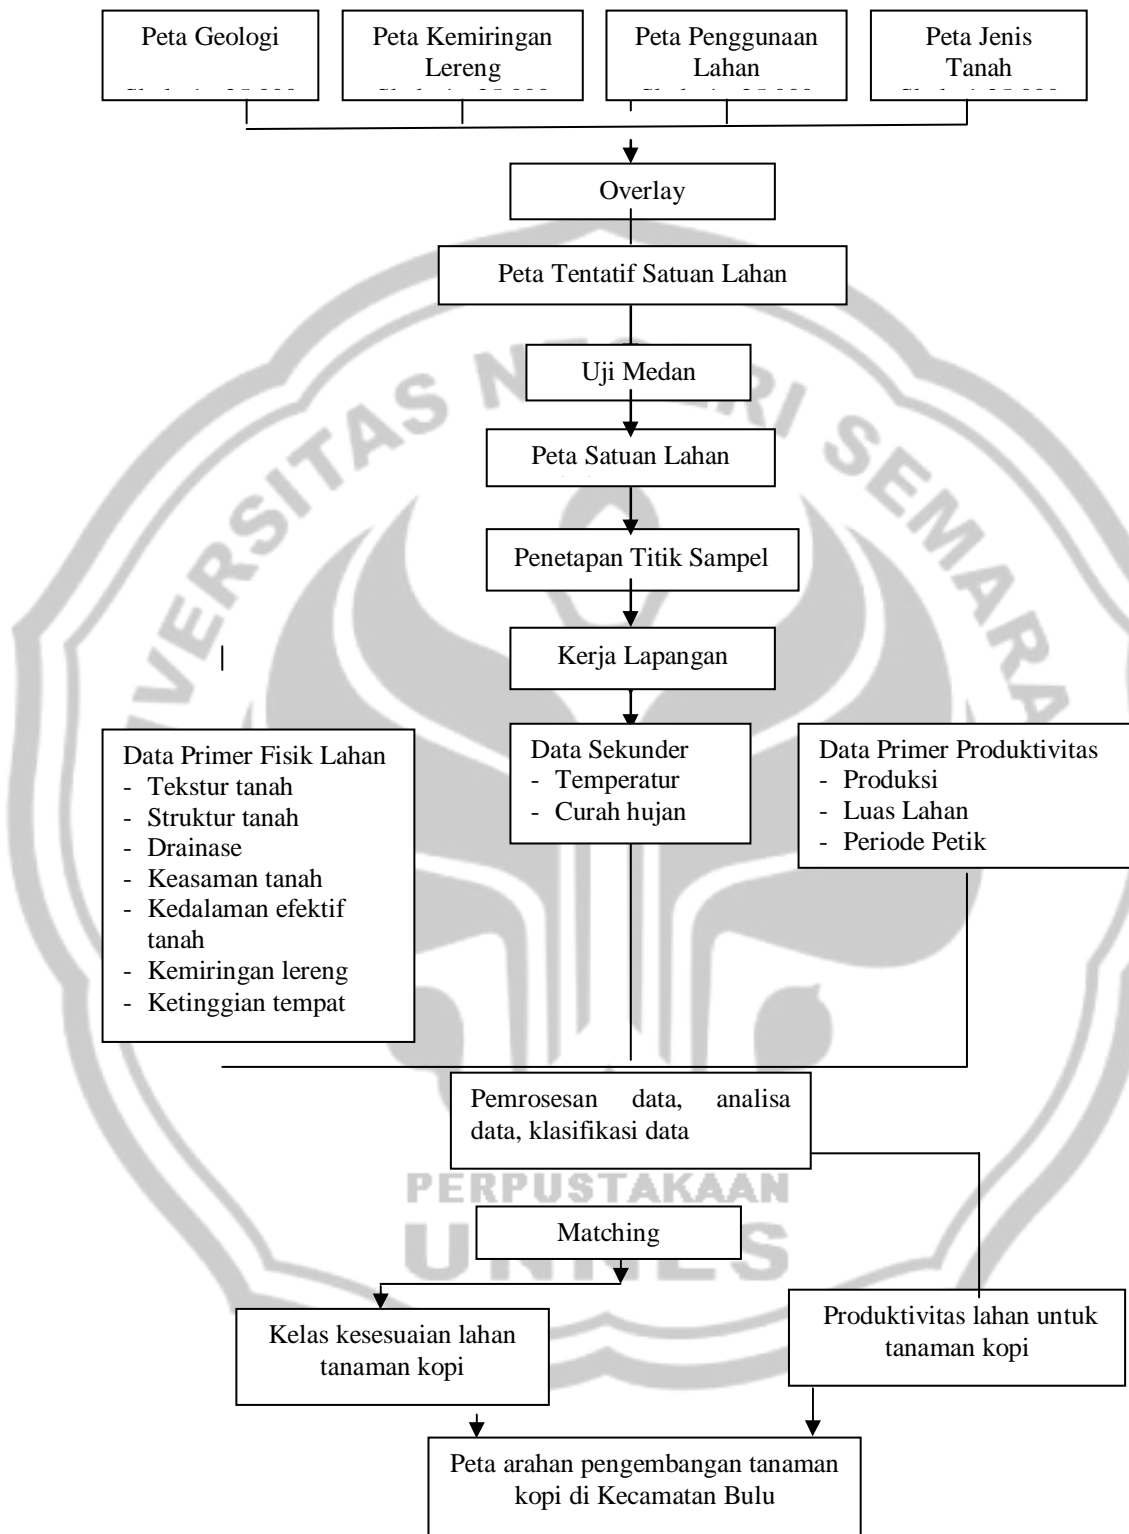 Peta Geologi
Peta Kemiringan
Lereng
Peta Penggunaan
Lahan
Peta Jenis
Tanah
Overlay
Peta Tentatif Satuan Lahan
Uji Medan
Peta Satuan Lahan
Penetapan Titik Sampel
Kerja Lapangan
Data Primer Fisik Lahan
- Tekstur tanah
- Struktur tanah
- Drainase
- Keasaman tanah
- Kedalaman efektif
tanah
- Kemiringan lereng
- Ketinggian tempat
Data Sekunder
- Temperatur
- Curah hujan
Data Primer Produktivitas
- Produksi
- Luas Lahan
- Periode Petik
Pemrosesan data, analisa
data, klasifikasi data
Matching
Kelas kesesuaian lahan
tanaman kopi
Produktivitas lahan untuk
tanaman kopi
Peta arahan pengembangan tanaman
kopi di Kecamatan Bulu
UNIVERSITAS NEGERI SEMARANG
PERPUSTAKAAN
UNNES